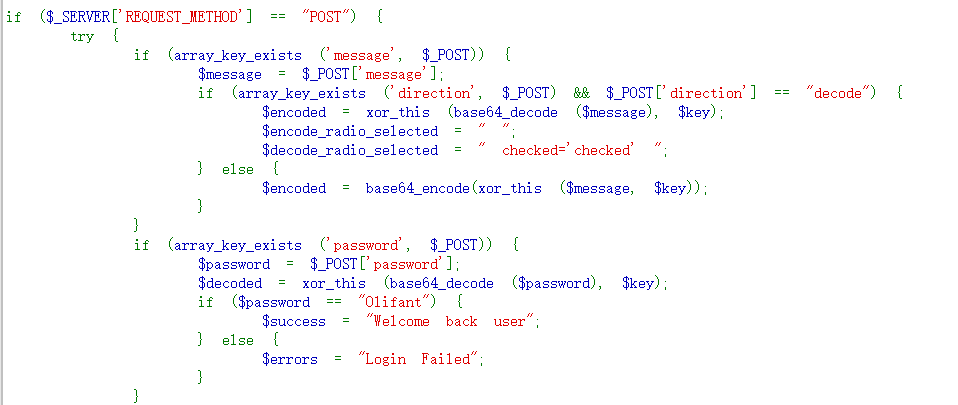 if ($_SERVER['REQUEST_METHOD'] == "POST") {
try {
if (array_key_exists ('message', $_POST)) {
$message = $_POST['message'];
if (array_key_exists ('direction', $_POST) && $_POST['direction'] == "decode") {
$encoded = xor_this (base64_decode ($message), $key);
$encode_radio_selected = " ";
$decode_radio_selected = " checked='checked' ";
} else {
$encoded = base64_encode(xor_this ($message, $key));
}
}
if (array_key_exists ('password', $_POST)) {
$password = $_POST['password'];
$decoded = xor_this (base64_decode ($password), $key);
if ($password == "Olifant") {
$success = "Welcome back user";
} else {
$errors = "Login Failed";
}
}